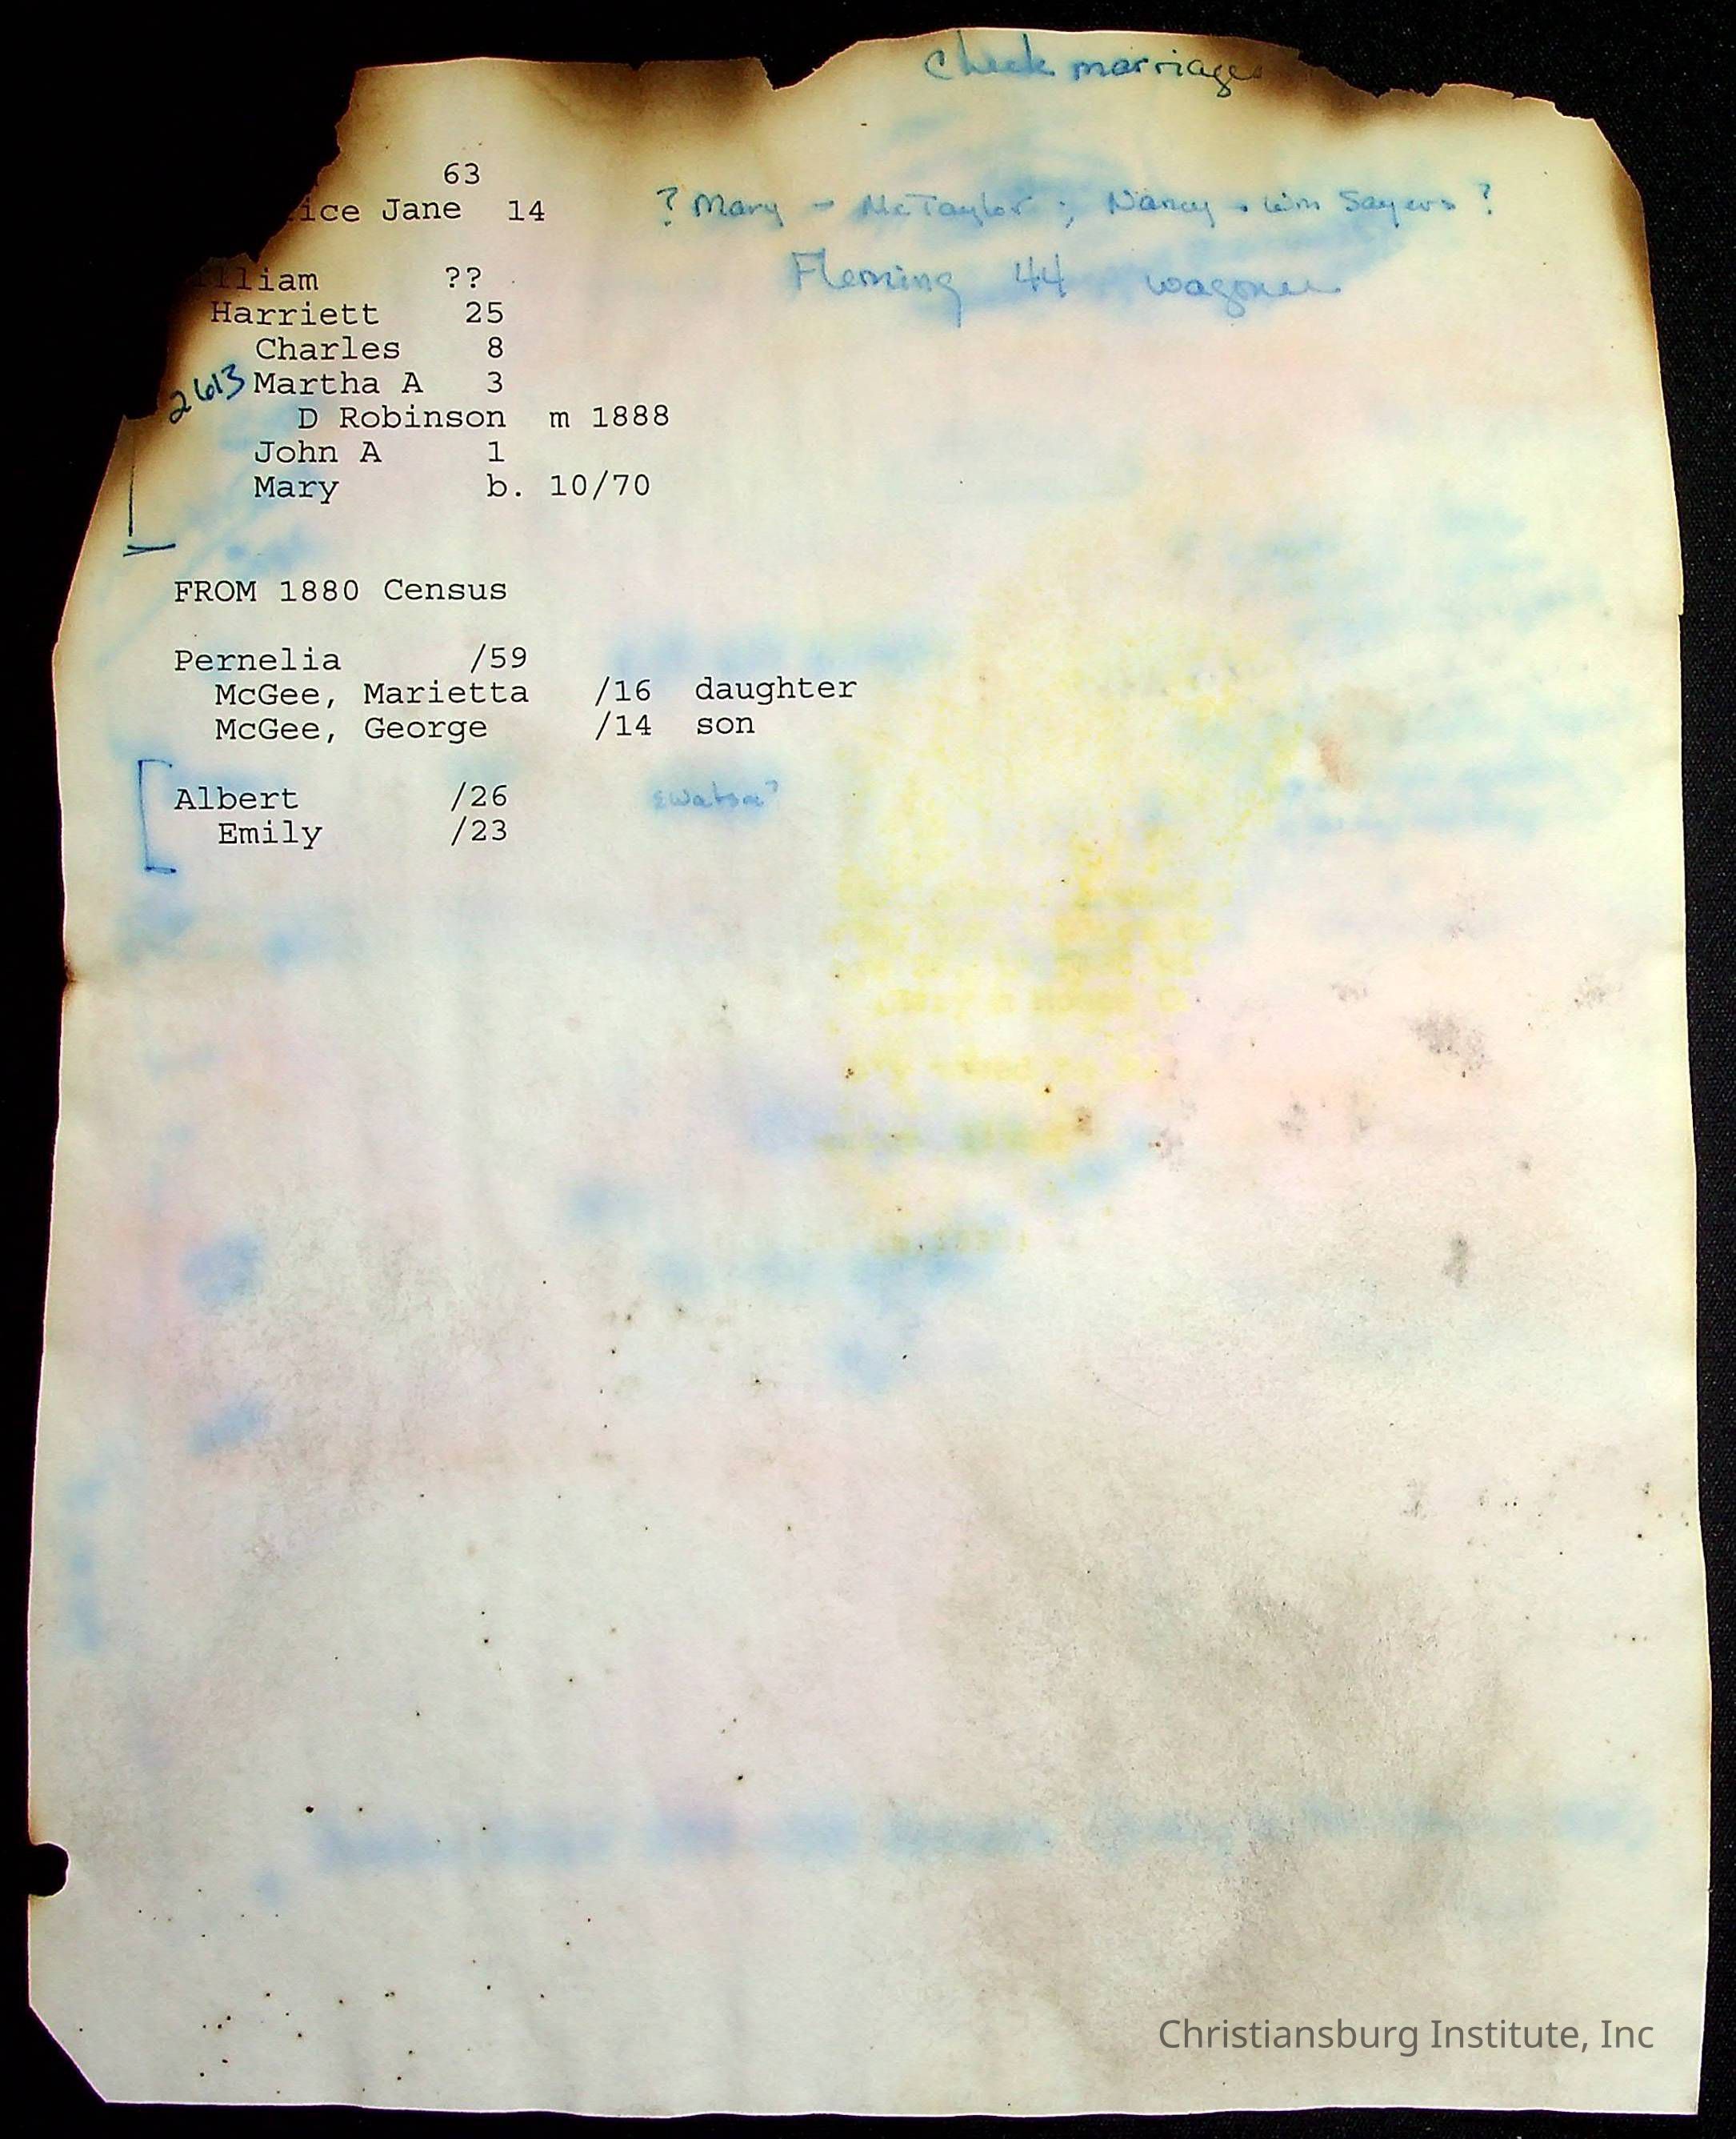 Check marriages
63
ice Jane 14
? Mary - McTaylor ; Nancy - Wm Sayers ?
lliam ??
Fleming 44 wagoner
Harriett 25
Charles 8
2613 Martha A 3
D Robinson m 1888
John A 1
Mary b. 10/70
FROM 1880 Census
Pernelia /59
McGee, Marietta /16 daughter
McGee, George /14 son
Albert /26
Emily /23
Christiansburg Institute, Inc